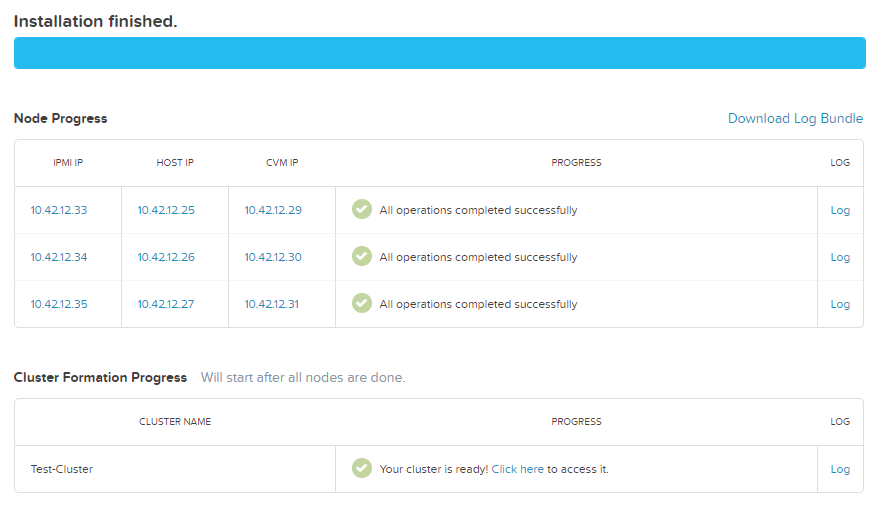 Installation finished.
Node Progress Download Log Bundle
IPMI IP HOST IP CVM IP PROGRESS LOG
10.42.12.33 10.42.12.25 10.42.12.29 All operations completed successfully Log
10.42.12.34 10.42.12.26 10.42.12.30 All operations completed successfully Log
10.42.12.35 10.42.12.27 10.42.12.31 All operations completed successfully Log
Cluster Formation Progress Will start after all nodes are done.
CLUSTER NAME PROGRESS LOG
Test-Cluster Your cluster is ready! Click here to access it. Log